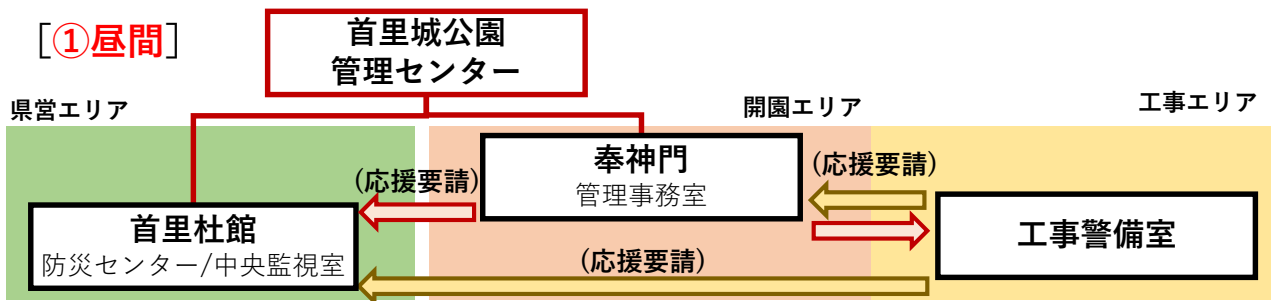 [①昼間]
首里城公園
管理センター
県営エリア
開園エリア
工事エリア
奉神門
管理事務室
(応援要請)
(応援要請)
首里杜館
防災センター/中央監視室
工事警備室
(応援要請)